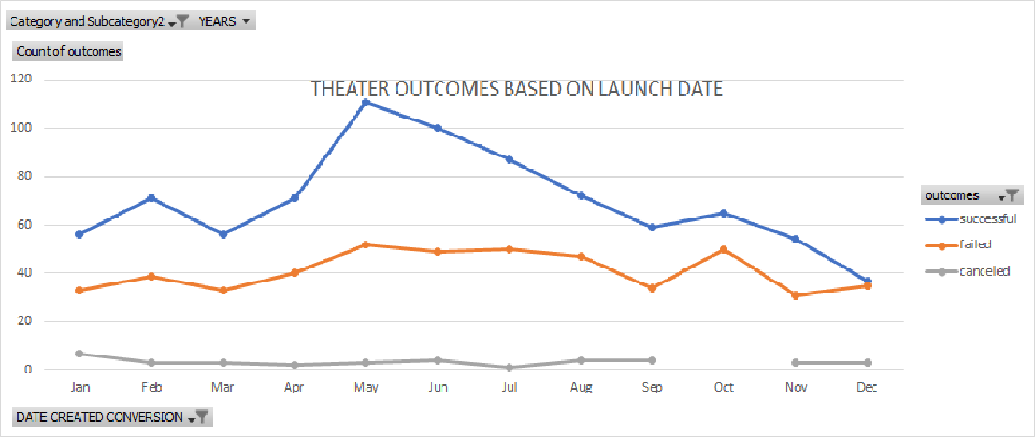 Category and Subcategory2 YEARS
Count of outcomes
THEATER OUTCOMES BASED ON LAUNCH DATE
120
100
80
60
40
20
0
Jan Feb Mar Apr May Jun Jul Aug Sep Oct Nov Dec
outcomes
successful
failed
cancelled
DATE CREATED CONVERSION